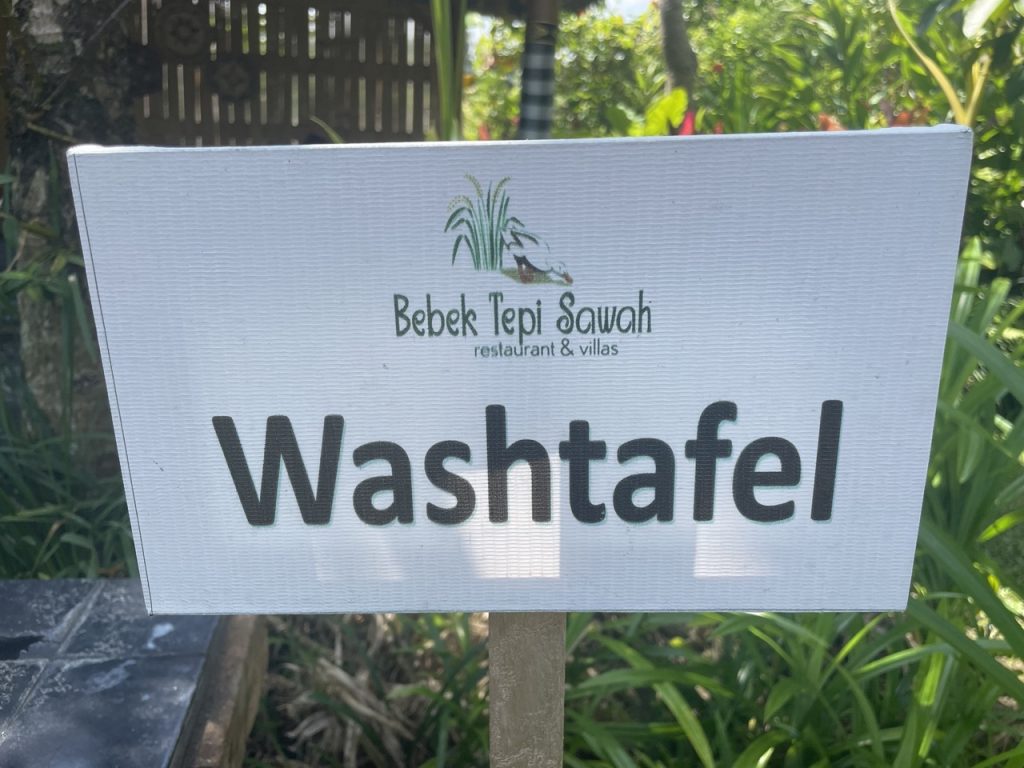 Bebek Tepi Sawah
restaurant & villas
Washtafel